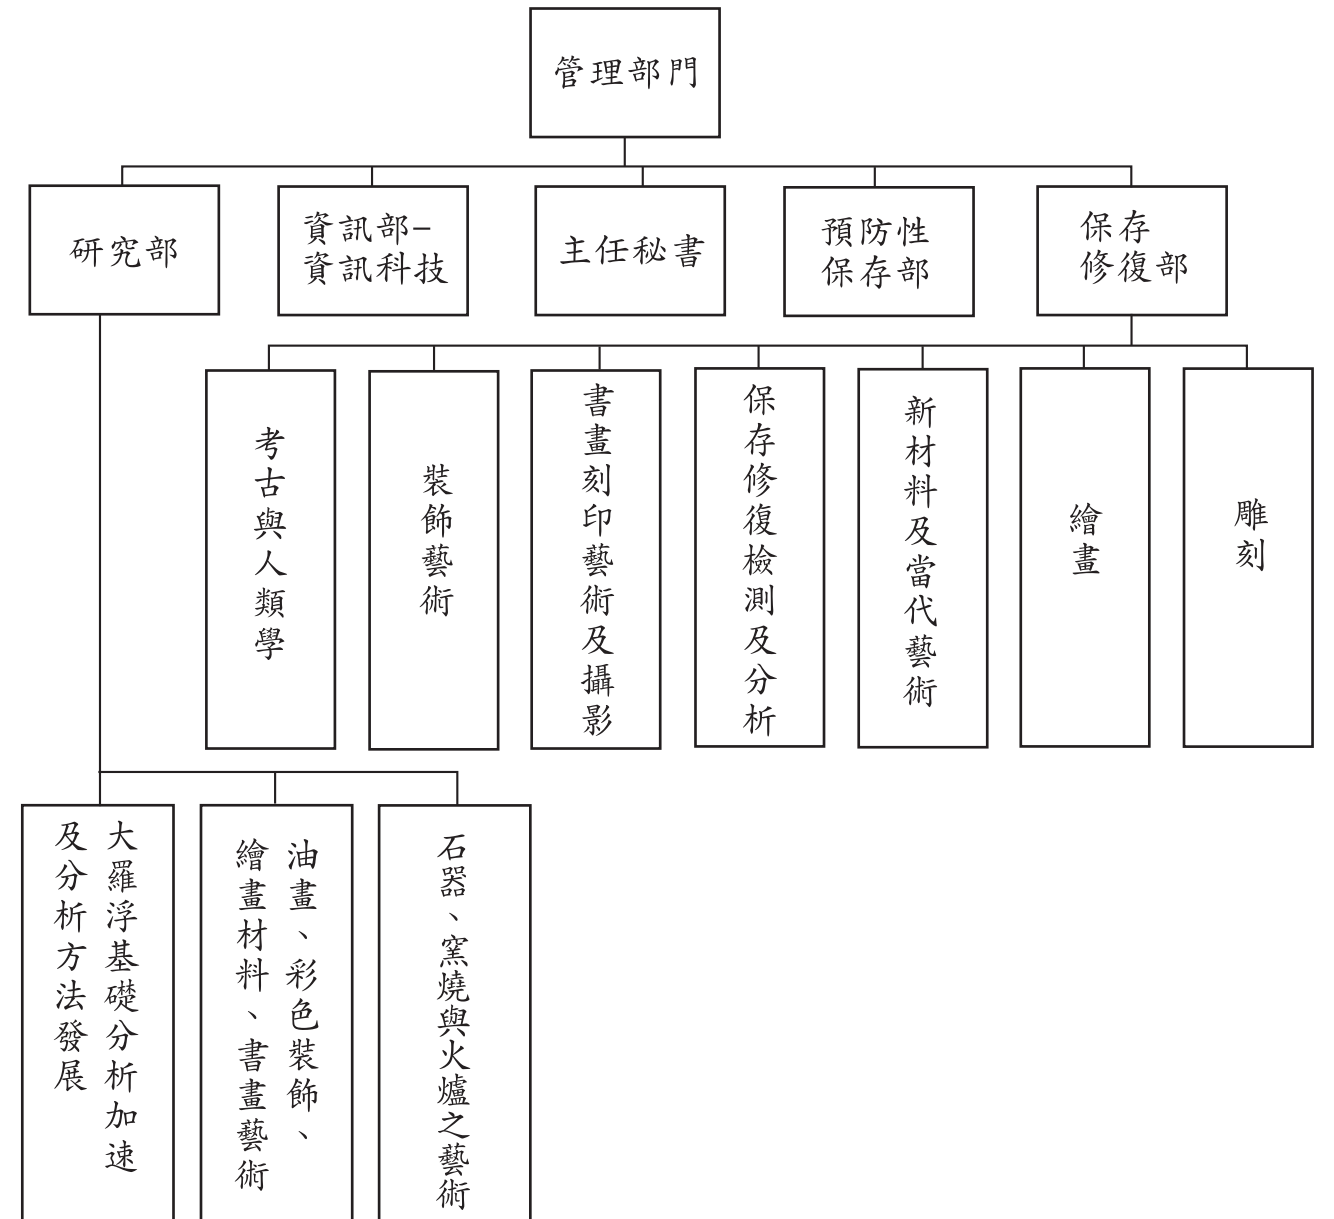 管理部門
研究部
資訊部–
資訊科技
主任秘書
預防性
保存部
保存
修復部
考古與人類學
裝飾藝術
書畫刻印藝術及攝影
保存修復檢測及分析
新材料及當代藝術
繪畫
雕刻
大羅浮基礎分析加速
及分析方法發展
油畫、彩色裝飾、
繪畫材料、書畫藝術
石器、窯燒與火爐之藝術